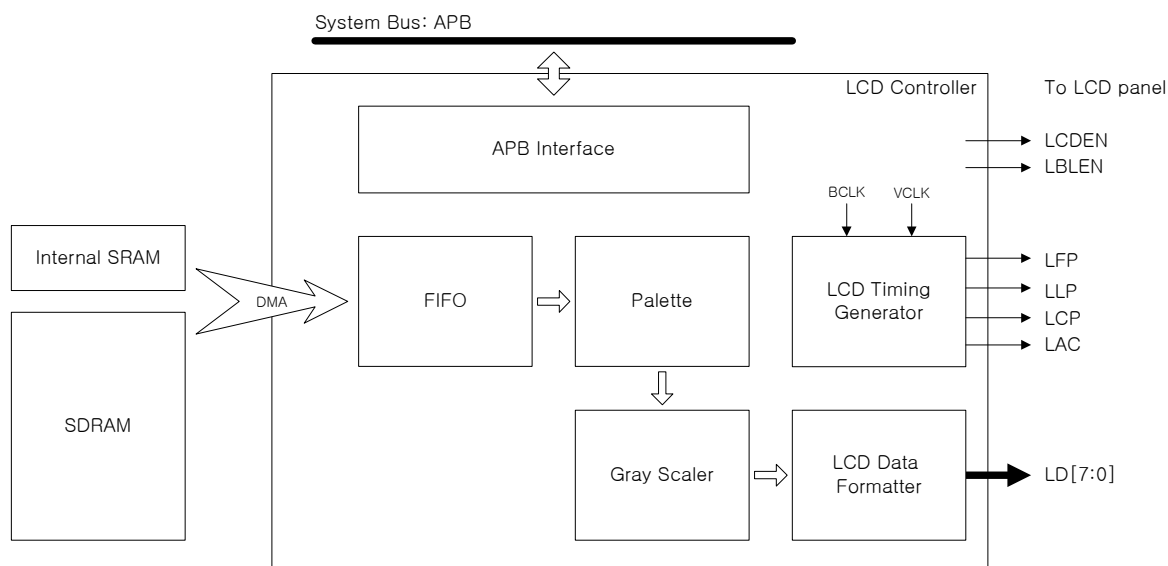 System Bus: APB
LCD Controller
To LCD panel
APB Interface
LCDEN
LBLEN
BCLK
VCLK
Internal SRAM
DMA
FIFO
Palette
LCD Timing
Generator
LFP
LLP
LCP
LAC
SDRAM
Gray Scaler
LCD Data
Formatter
LD[7:0]